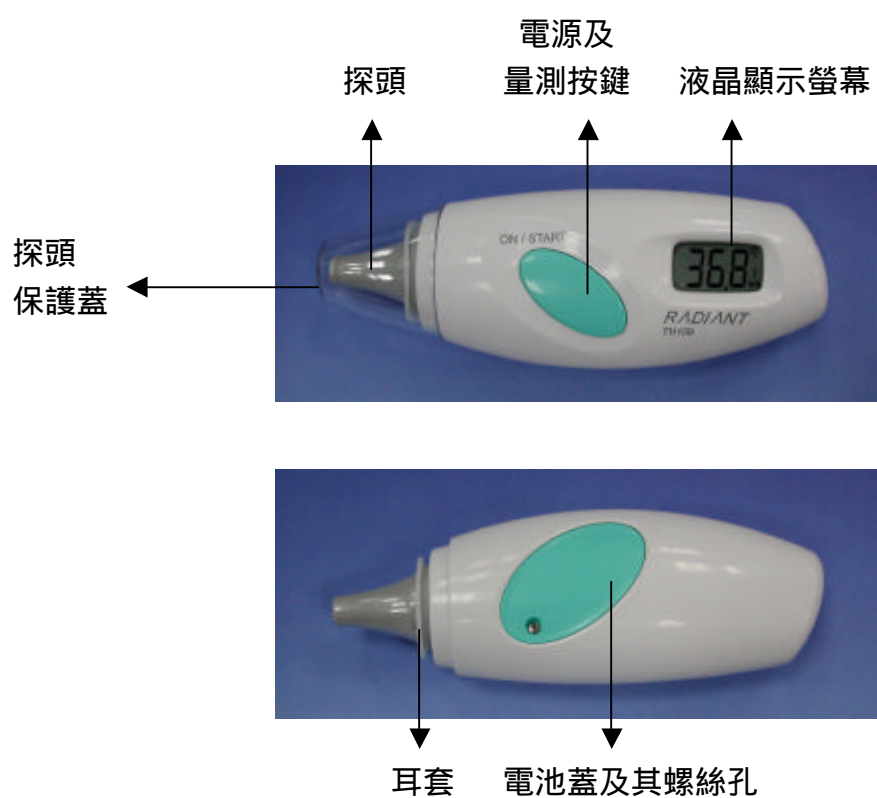 電源及
探頭 量測按鍵 液晶顯示螢幕
探頭
保護蓋
ON / START
36.8
RADIANT
TH109
耳套 電池蓋及其螺絲孔